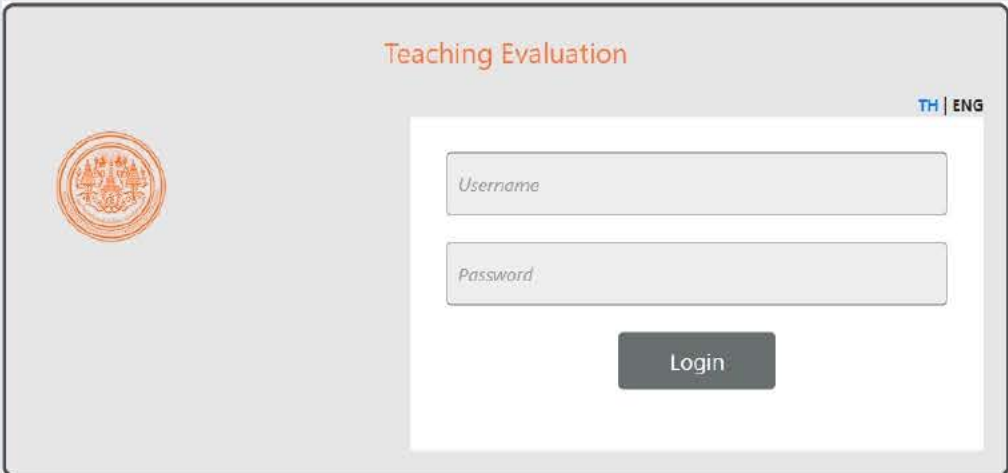 Teaching Evaluation
TH | ENG
Username
Password
Login